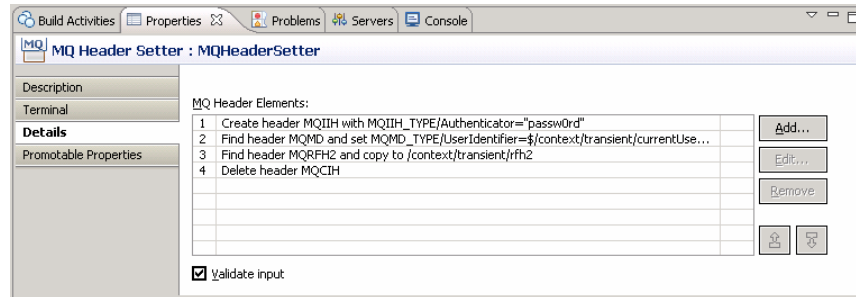 Build Activities Properties Problems Servers Console
MQ MQ Header Setter : MQHeaderSetter
Description
Terminal
Details
Promotable Properties
MQ Header Elements:
1 Create header MQIIH with MQIIH_TYPE/Authenticator="passw0rd"
2 Find header MQMD and set MQMD_TYPE/UserIdentifier=$/context/transient/currentUse...
3 Find header MQRFH2 and copy to /context/transient/rfh2
4 Delete header MQCIH
Add...
Edit...
Remove
Validate input